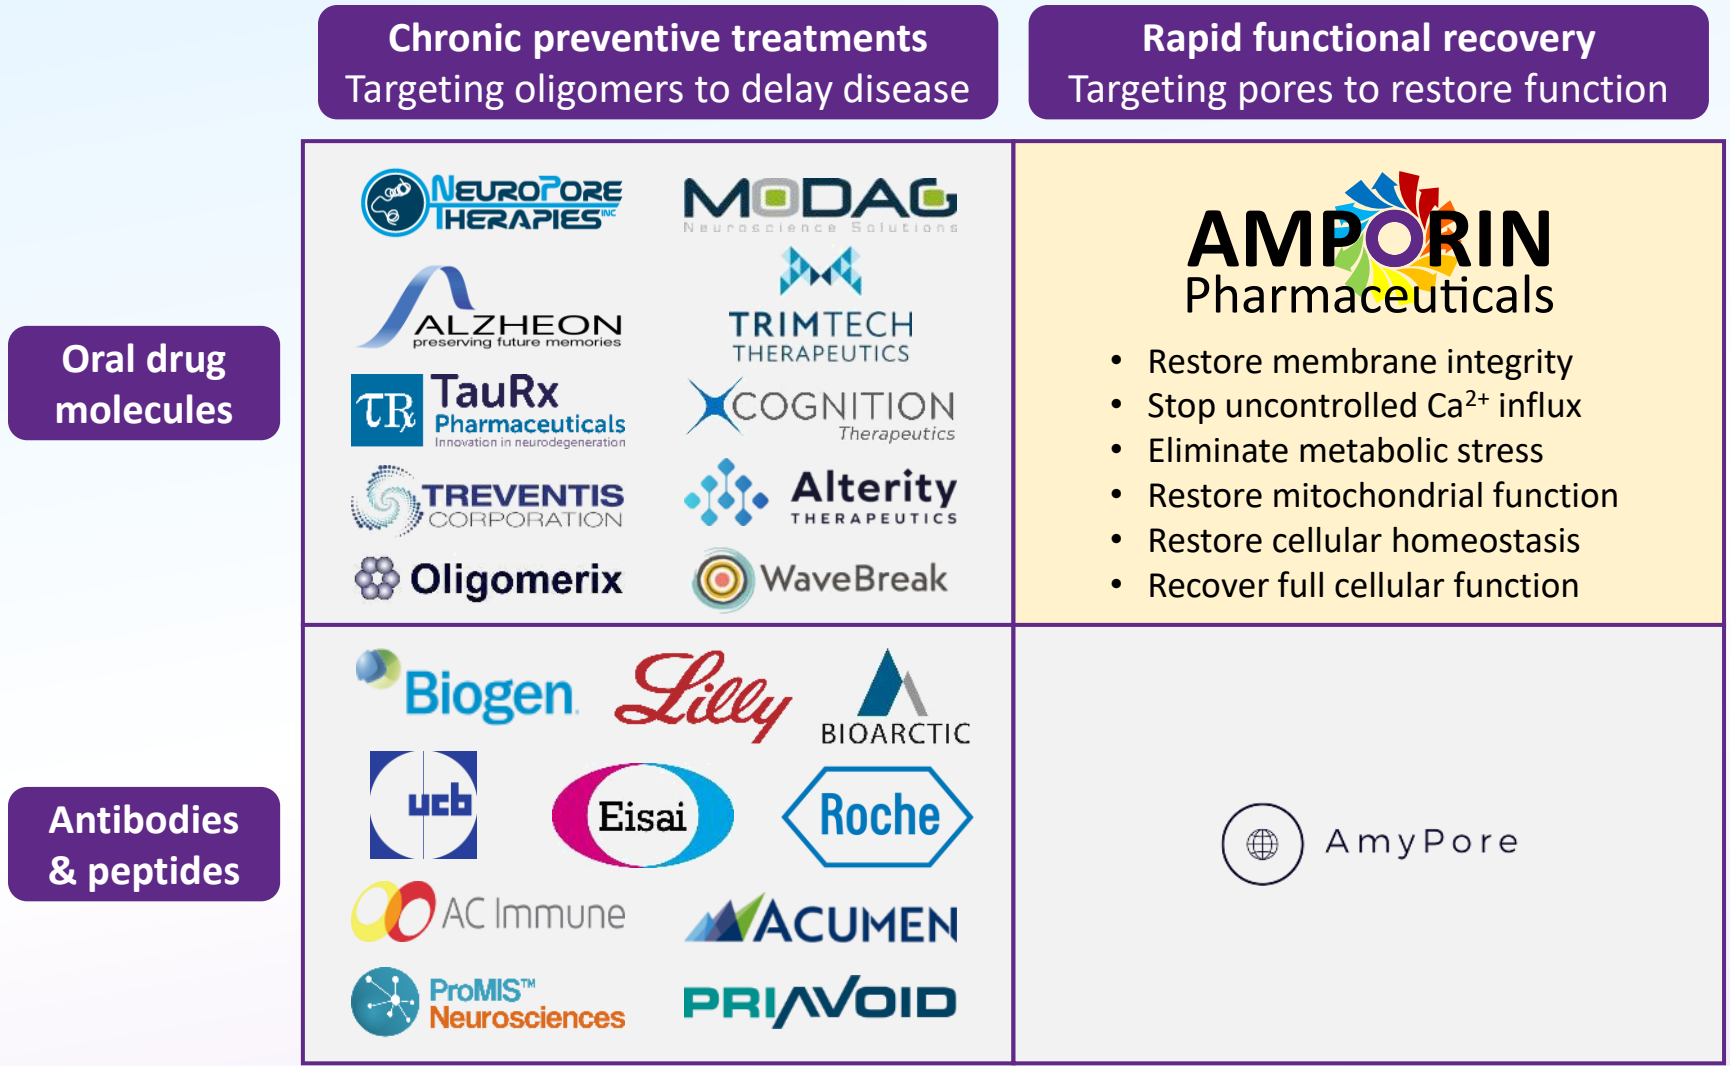 Chronic preventive treatments
Targeting oligomers to delay disease
Rapid functional recovery
Targeting pores to restore function
Oral drug
molecules
NEUROPORE
THERAPIES INC
MODAG
Neuroscience Solutions
ALZHEON
preserving future memories
TRIMTECH
THERAPEUTICS
τRx TauRx
Pharmaceuticals
Innovation in neurodegeneration
COGNITION
Therapeutics
TREVENTIS
CORPORATION
Alterity
THERAPEUTICS
Oligomerix
WaveBreak
AMPORIN
Pharmaceuticals
• Restore membrane integrity
• Stop uncontrolled Ca²⁺ influx
• Eliminate metabolic stress
• Restore mitochondrial function
• Restore cellular homeostasis
• Recover full cellular function
Antibodies
& peptides
Biogen.
Lilly
BIOARCTIC
ucb
Eisai
Roche
AC Immune
ACUMEN
ProMIS™
Neurosciences
PRIAVOID
AmyPore